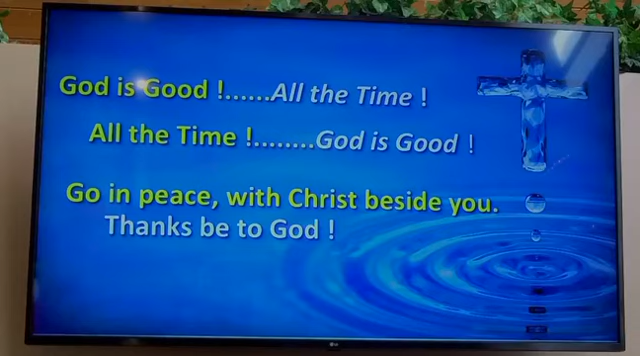 God is Good !......All the Time !
All the Time !........God is Good !
Go in peace, with Christ beside you.
Thanks be to God !
LG